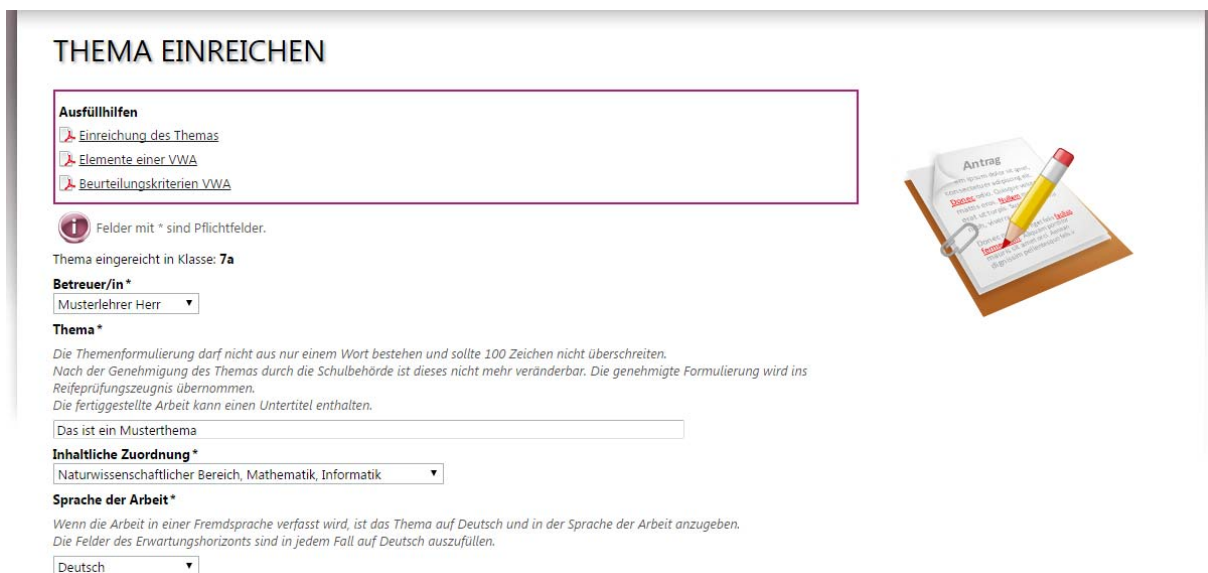 THEMA EINREICHEN
Ausfüllhilfen
Einreichung des Themas
Elemente einer VWA
Beurteilungskriterien VWA
Felder mit * sind Pflichtfelder.
Thema eingereicht in Klasse: 7a
Betreuer/in *
Musterlehrer Herr
Thema *
Die Themenformulierung darf nicht aus nur einem Wort bestehen und sollte 100 Zeichen nicht überschreiten.
Nach der Genehmigung des Themas durch die Schulbehörde ist dieses nicht mehr veränderbar. Die genehmigte Formulierung wird ins
Reifeprüfungszeugnis übernommen.
Die fertiggestellte Arbeit kann einen Untertitel enthalten.
Das ist ein Musterthema
Inhaltliche Zuordnung *
Naturwissenschaftlicher Bereich, Mathematik, Informatik
Sprache der Arbeit *
Wenn die Arbeit in einer Fremdsprache verfasst wird, ist das Thema auf Deutsch und in der Sprache der Arbeit anzugeben.
Die Felder des Erwartungshorizonts sind in jedem Fall auf Deutsch auszufüllen.
Deutsch
Antrag